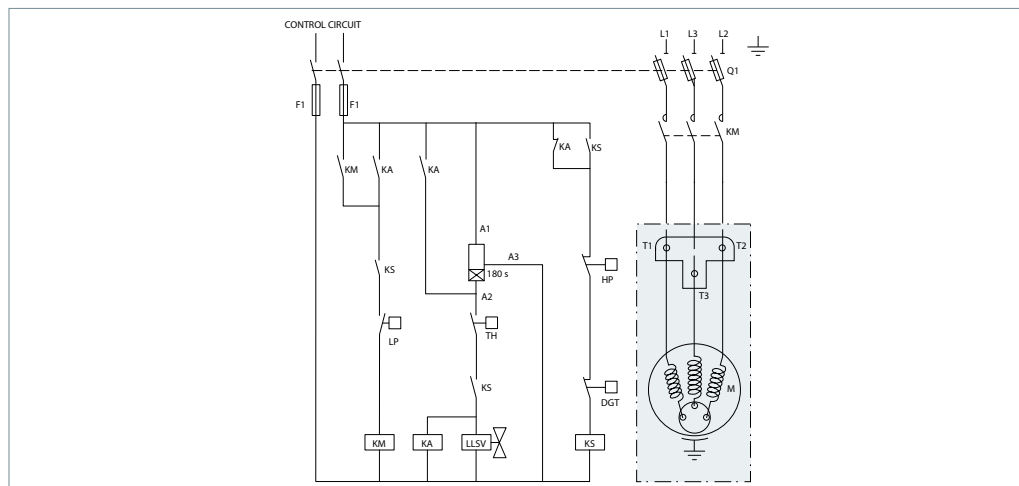 CONTROL CIRCUIT
L1 L3 L2
Q1
F1 F1
KM
KM KA KA KA KS
A1
T1 T2
A3
KS 180 s HP
A2 T3
LP TH
KS M
DGT
KM KA LLSV KS